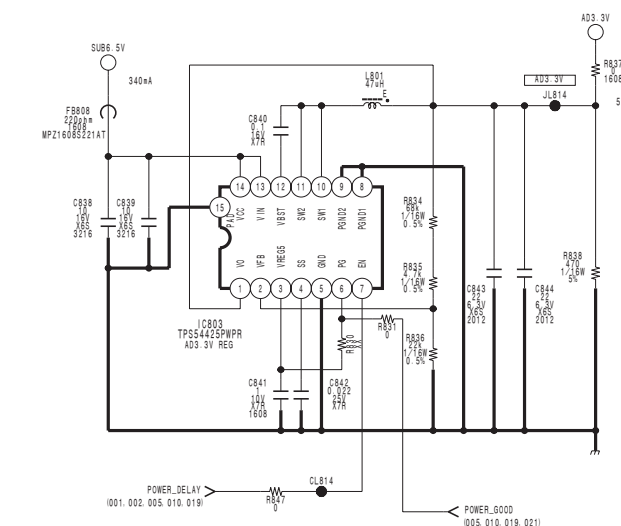 AD3.3V
SUB6.5V
340mA
FB808
220ohm
1608
MPZ1608S221AT
L801
47uH
E
AD3.3V
JL814
R837
0
1608
5
C840
0.1
16V
X7R
14
13
12
11
10
9
8
15
PAD
VCC
VIN
VBST
SW2
SW1
PGND2
PGND1
C838
10
16V
X6S
3216
C839
10
16V
X6S
3216
R834
68k
1/16W
0.5%
VO
VFB
VREG5
SS
GND
PG
EN
1
2
3
4
5
6
7
R835
4.7k
1/16W
0.5%
R838
470
1/16W
5%
C843
22
6.3V
X6S
2012
C844
22
6.3V
X6S
2012
IC803
TPS54425PWPR
AD3.3V REG
R830
XX
R831
0
R836
22k
1/16W
0.5%
C841
1
10V
X7R
1608
C842
0.022
25V
X7R
POWER_DELAY
(001, 002, 005, 010, 019)
R847
0
CL814
POWER_GOOD
(005, 010, 019, 021)